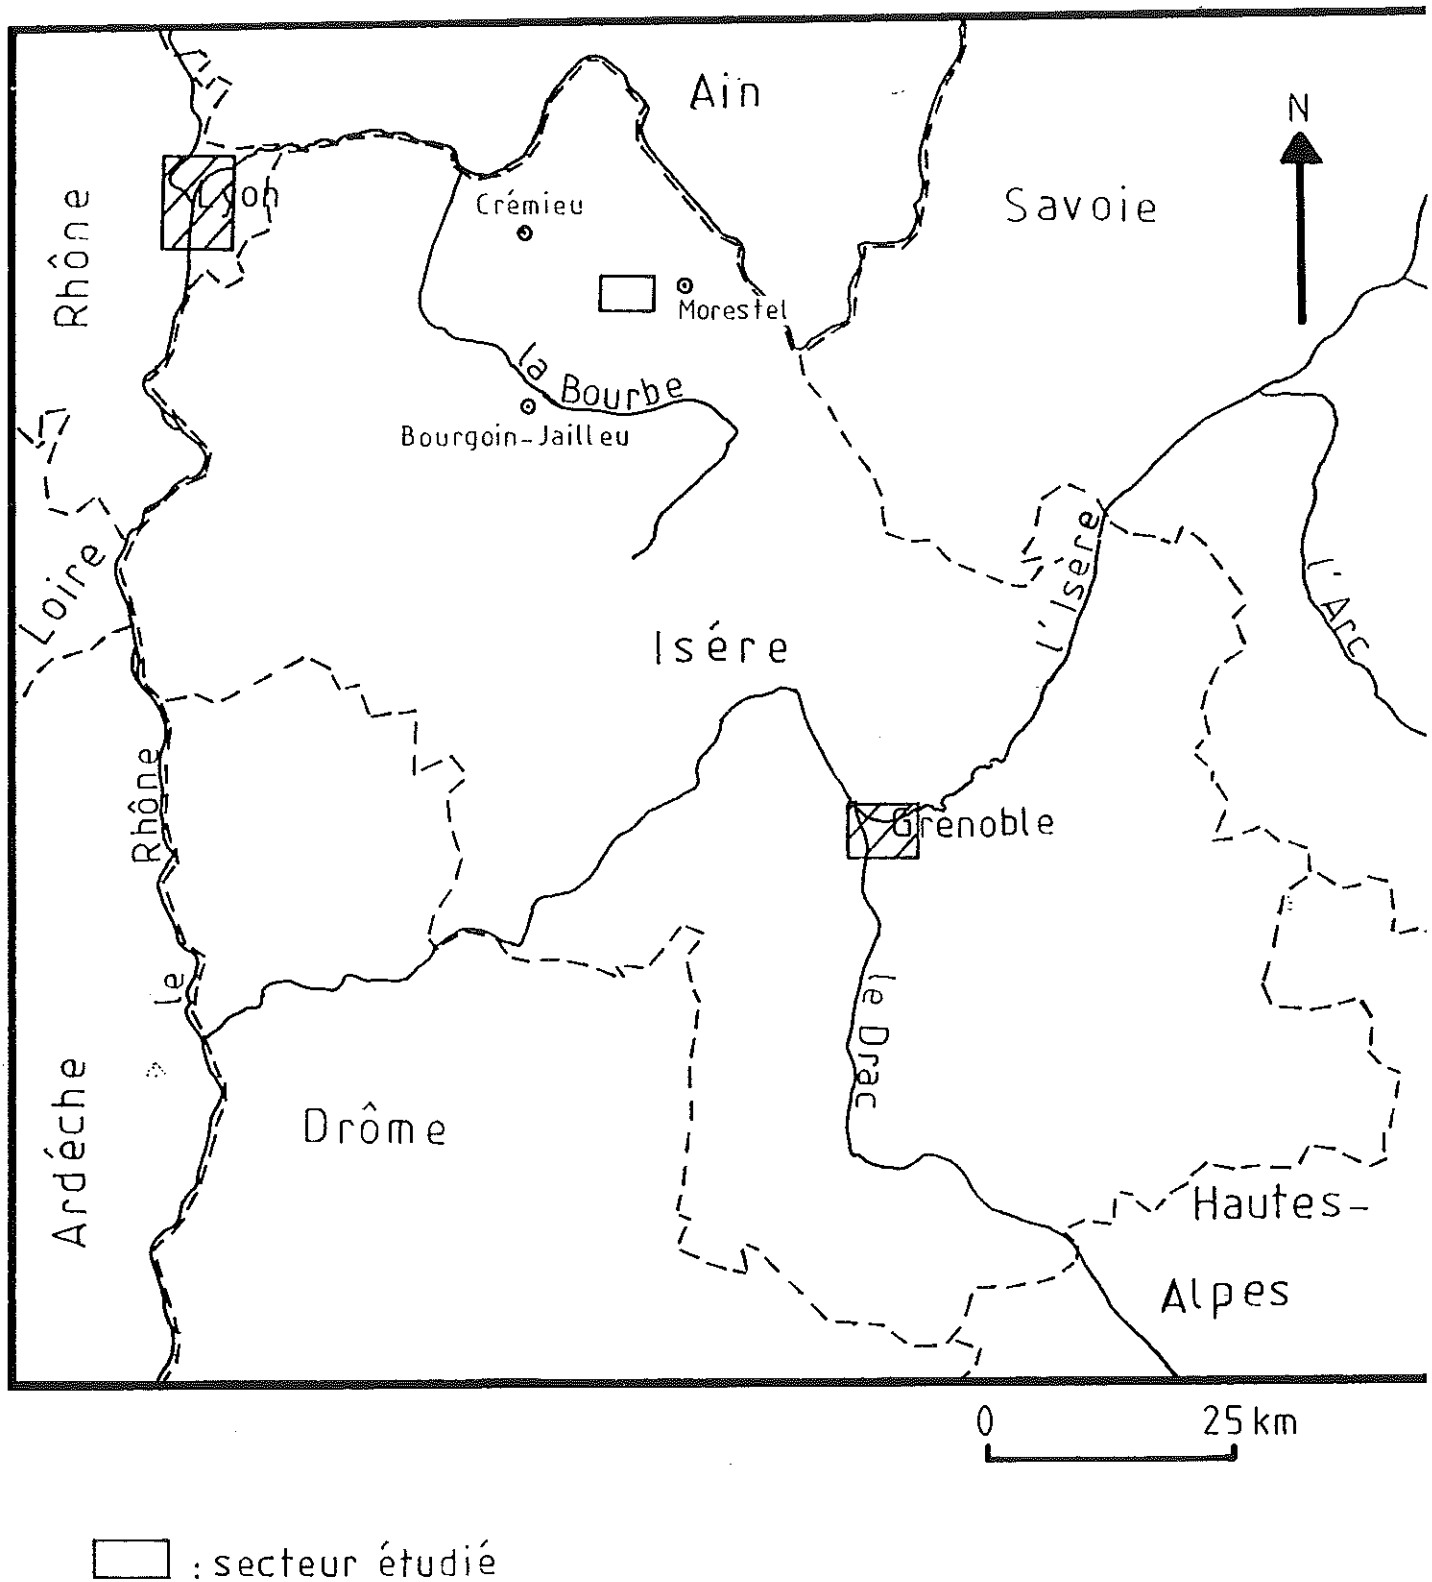 Ain
N
Savoie
Rhône
Lyon
Crémieu
Morestel
la Bourbe
Bourgoin-Jailleu
Loire
l'Isère
l'Arc
Isére
le Rhône
Grenoble
le Drac
Ardéche
Drôme
Hautes-
Alpes
0 25 km
: secteur étudié